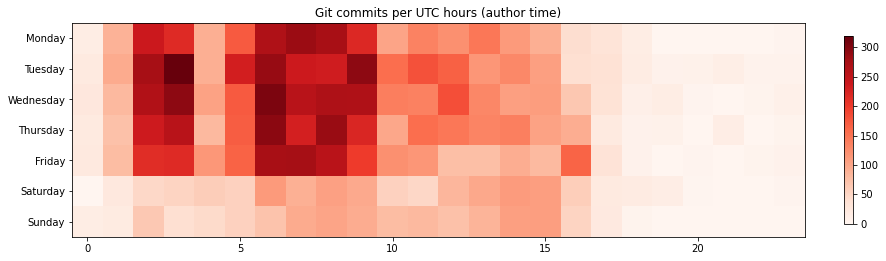 Git commits per UTC hours (author time)
Monday
Tuesday
Wednesday
Thursday
Friday
Saturday
Sunday
0 5 10 15 20
300
250
200
150
100
50
0